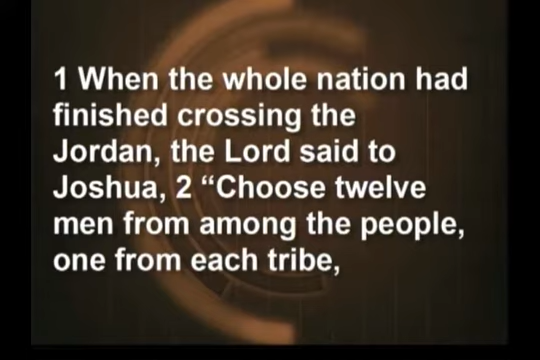 1 When the whole nation had
finished crossing the
Jordan, the Lord said to
Joshua, 2 “Choose twelve
men from among the people,
one from each tribe,